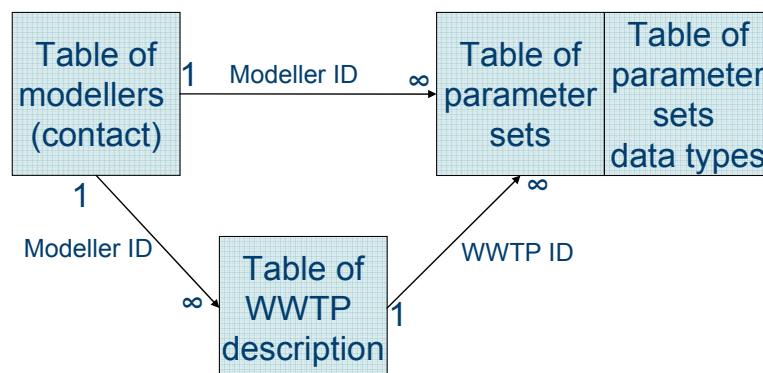 Table of
modellers
(contact)
1
Modeller ID
∞
Table of
parameter
sets
Table of
parameter
sets
data types
1
Modeller ID
∞
Table of
WWTP
description
1
WWTP ID
∞